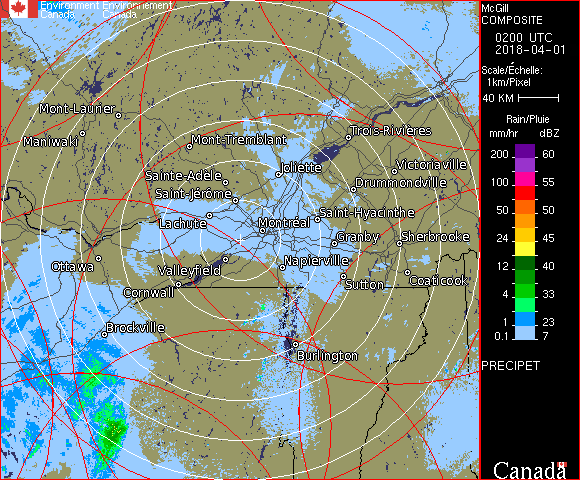 Environment Environnement
Canada Canada
McGill
COMPOSITE
0200 UTC
2018-04-01
Scale/Échelle:
1km/Pixel
40 KM
Rain/Pluie
mm/hr dBZ
200 60
100 55
50 50
24 45
12 40
4 33
1 23
0.1 7
PRECIPET
Canada
Mont-Laurier
Maniwaki
Mont-Tremblant
Trois-Rivières
Sainte-Adèle
Joliette
Victoriaville
Saint-Jérôme
Drummondville
Lachute
Montréal
Saint-Hyacinthe
Granby
Sherbrooke
Ottawa
Valleyfield
Napierville
Cornwall
Sutton
Coaticook
Brockville
Burlington